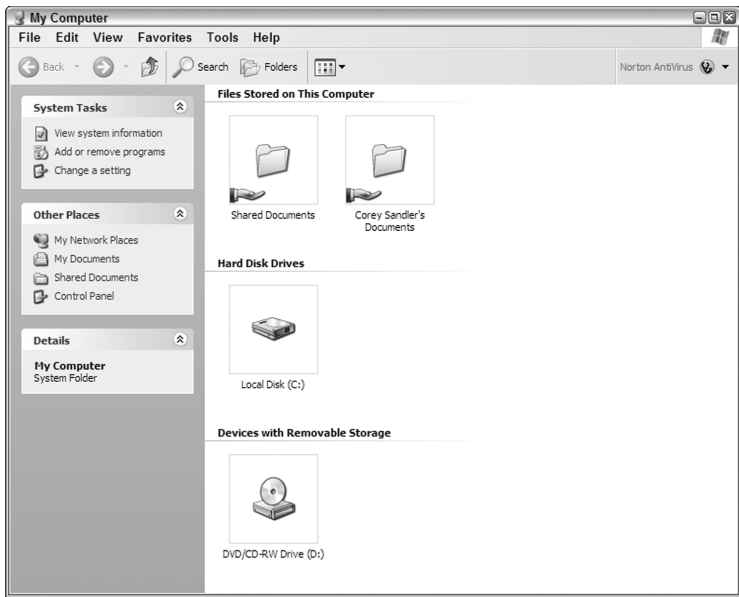 My Computer
File Edit View Favorites Tools Help
Back Search Folders Norton AntiVirus
System Tasks
View system information
Add or remove programs
Change a setting
Other Places
My Network Places
My Documents
Shared Documents
Control Panel
Details
My Computer
System Folder
Files Stored on This Computer
Shared Documents
Corey Sandler's
Documents
Hard Disk Drives
Local Disk (C:)
Devices with Removable Storage
DVD/CD-RW Drive (D:)